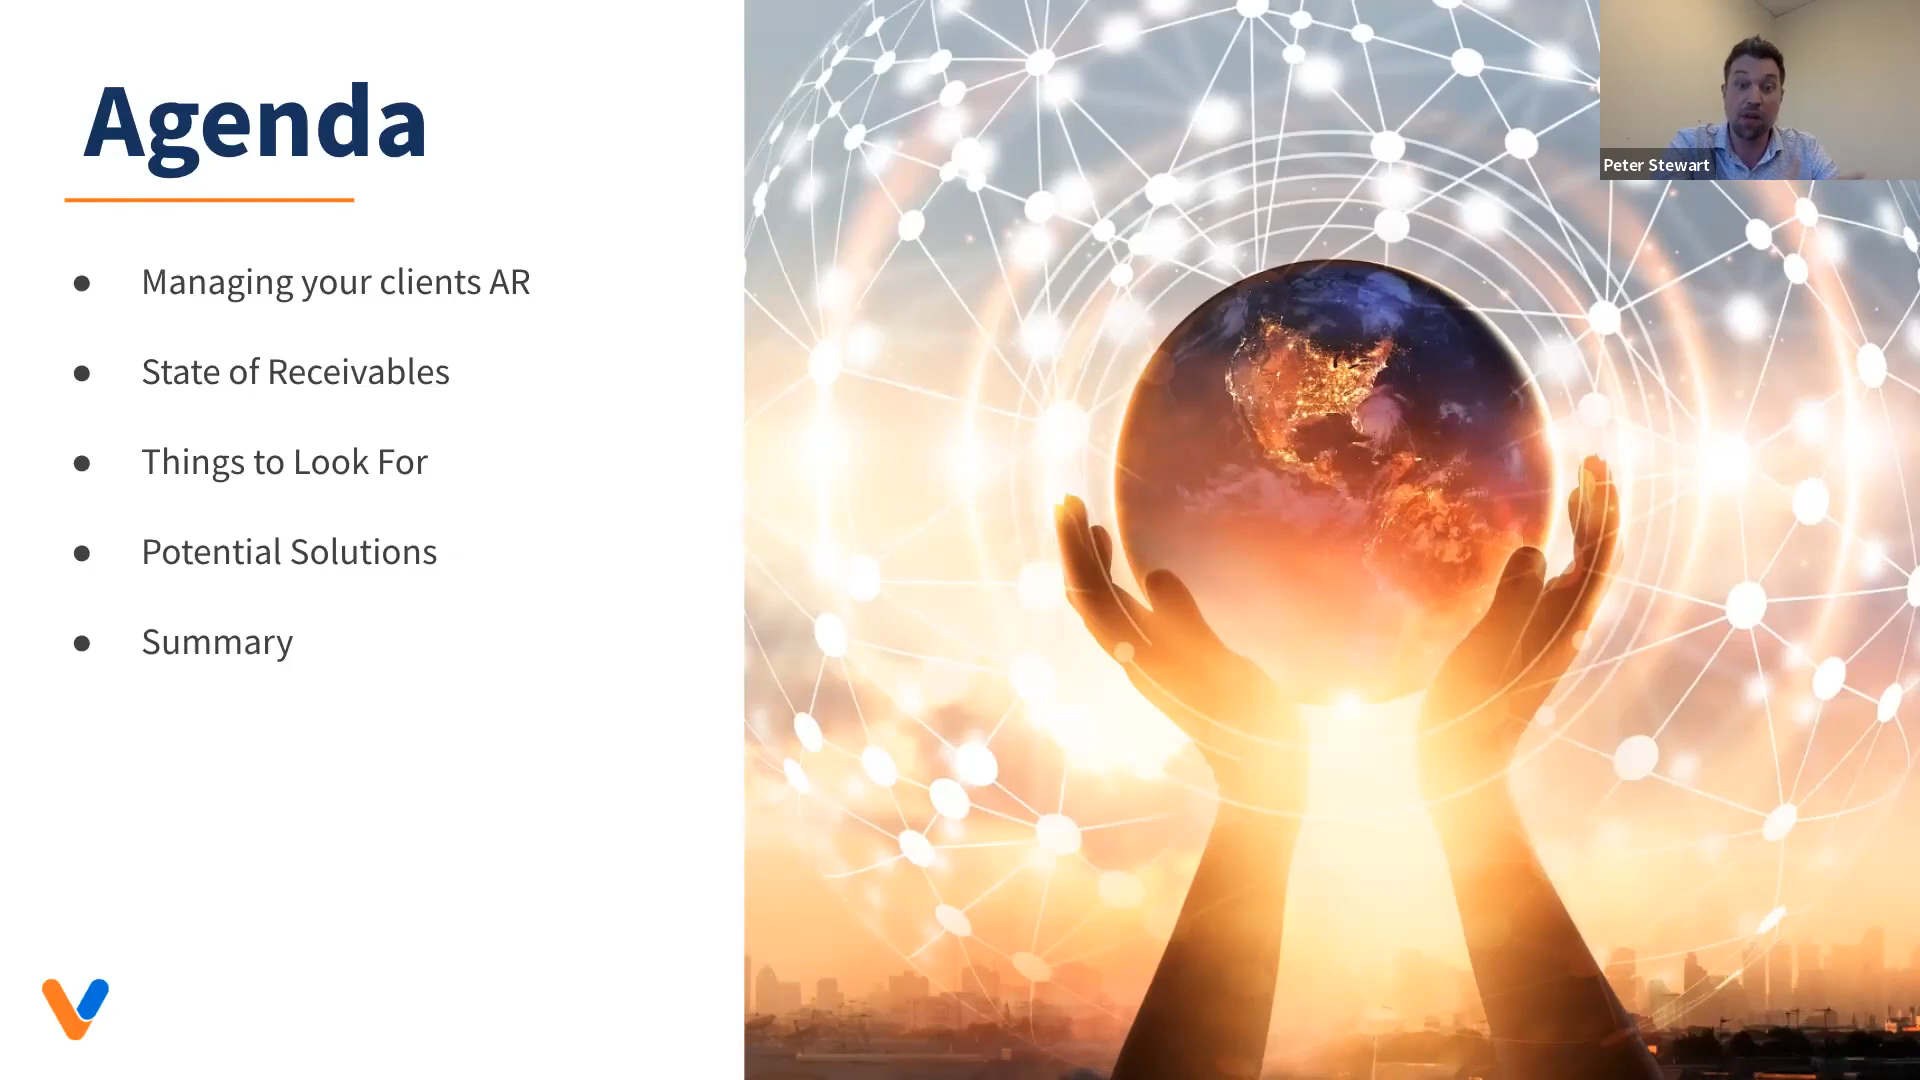 Agenda
● Managing your clients AR
● State of Receivables
● Things to Look For
● Potential Solutions
● Summary
Peter Stewart